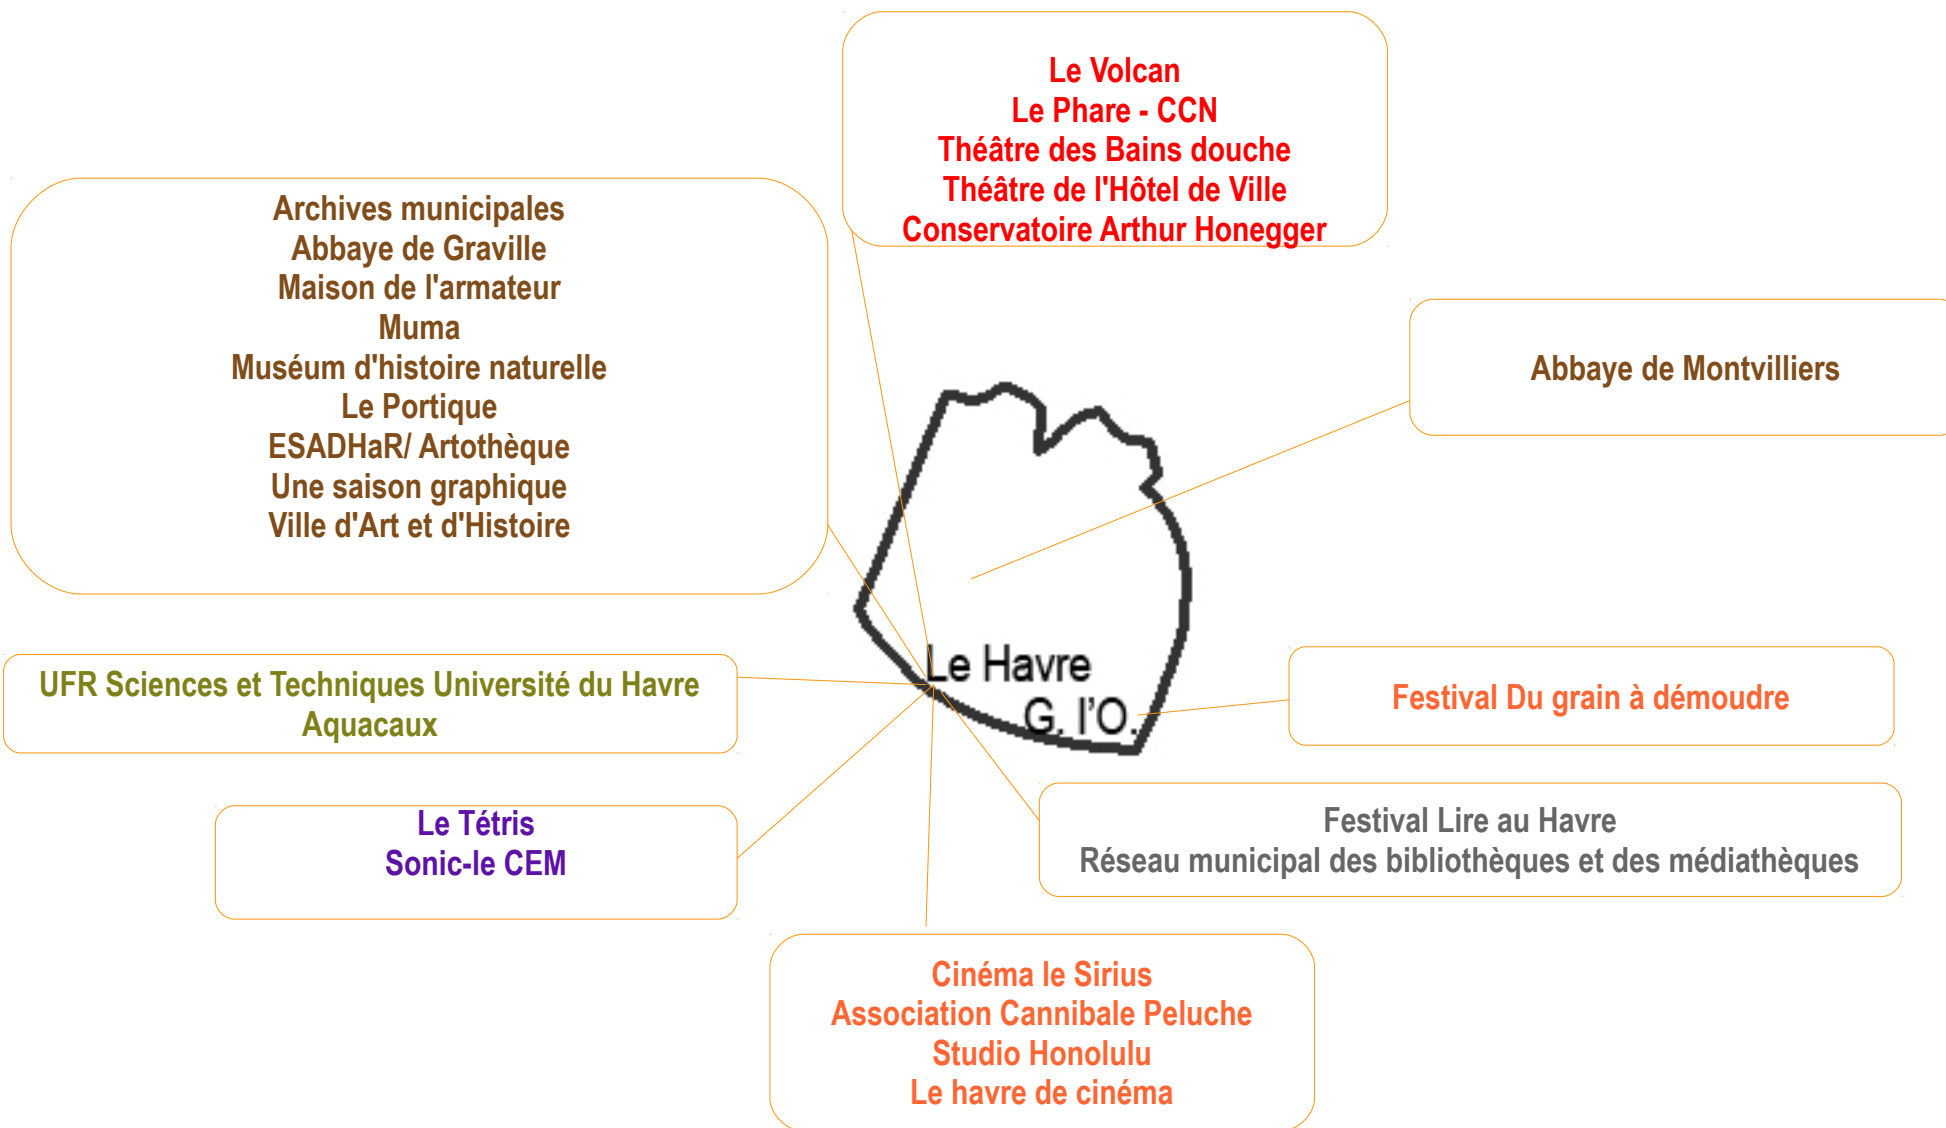 Le Volcan
Le Phare - CCN
Théâtre des Bains douche
Théâtre de l'Hôtel de Ville
Conservatoire Arthur Honegger
Archives municipales
Abbaye de Graville
Maison de l'armateur
Muma
Muséum d'histoire naturelle
Le Portique
ESADHaR/ Artothèque
Une saison graphique
Ville d'Art et d'Histoire
Abbaye de Montvilliers
Le Havre
G. l'O.
UFR Sciences et Techniques Université du Havre
Aquacaux
Festival Du grain à démoudre
Le Tétris
Sonic-le CEM
Festival Lire au Havre
Réseau municipal des bibliothèques et des médiathèques
Cinéma le Sirius
Association Cannibale Peluche
Studio Honolulu
Le havre de cinéma